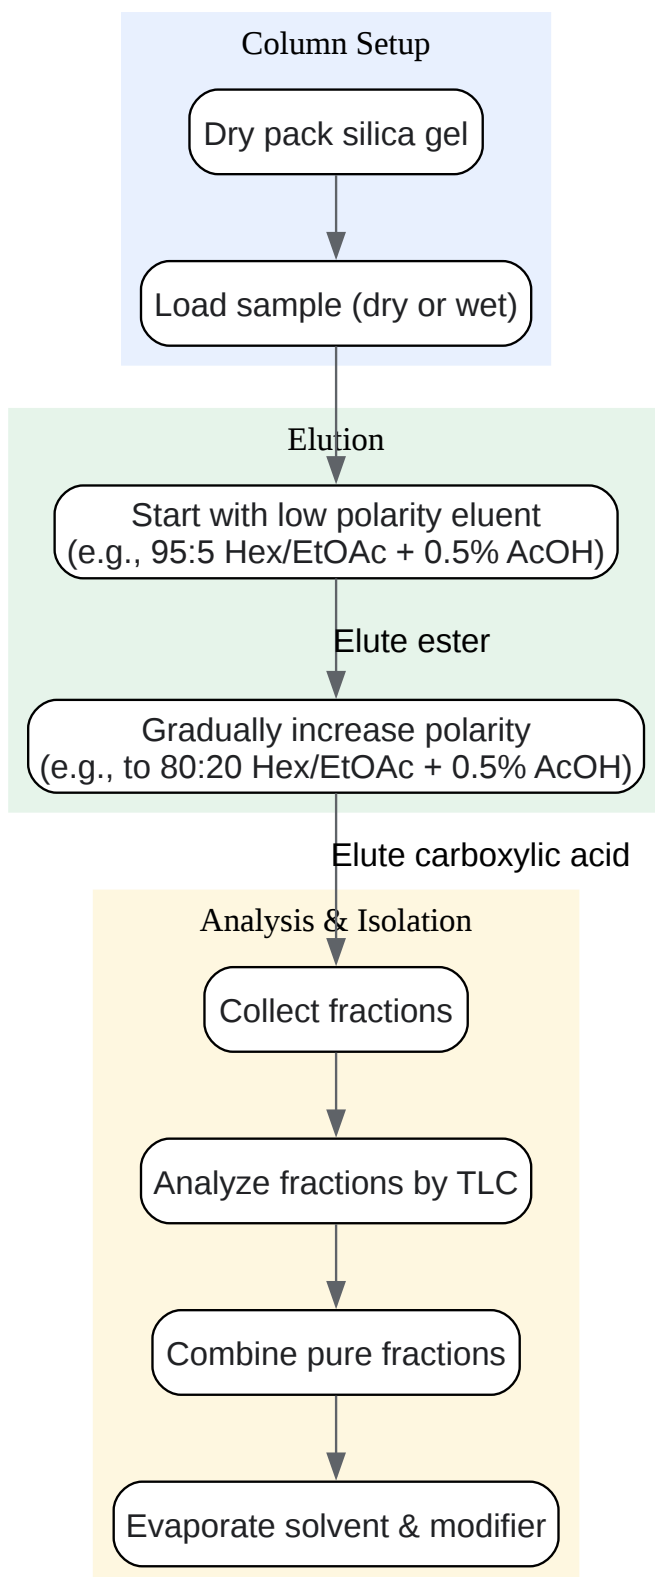 Column Setup
Dry pack silica gel
Load sample (dry or wet)
Elution
Start with low polarity eluent
(e.g., 95:5 Hex/EtOAc + 0.5% AcOH)
Elute ester
Gradually increase polarity
(e.g., to 80:20 Hex/EtOAc + 0.5% AcOH)
Elute carboxylic acid
Analysis & Isolation
Collect fractions
Analyze fractions by TLC
Combine pure fractions
Evaporate solvent & modifier